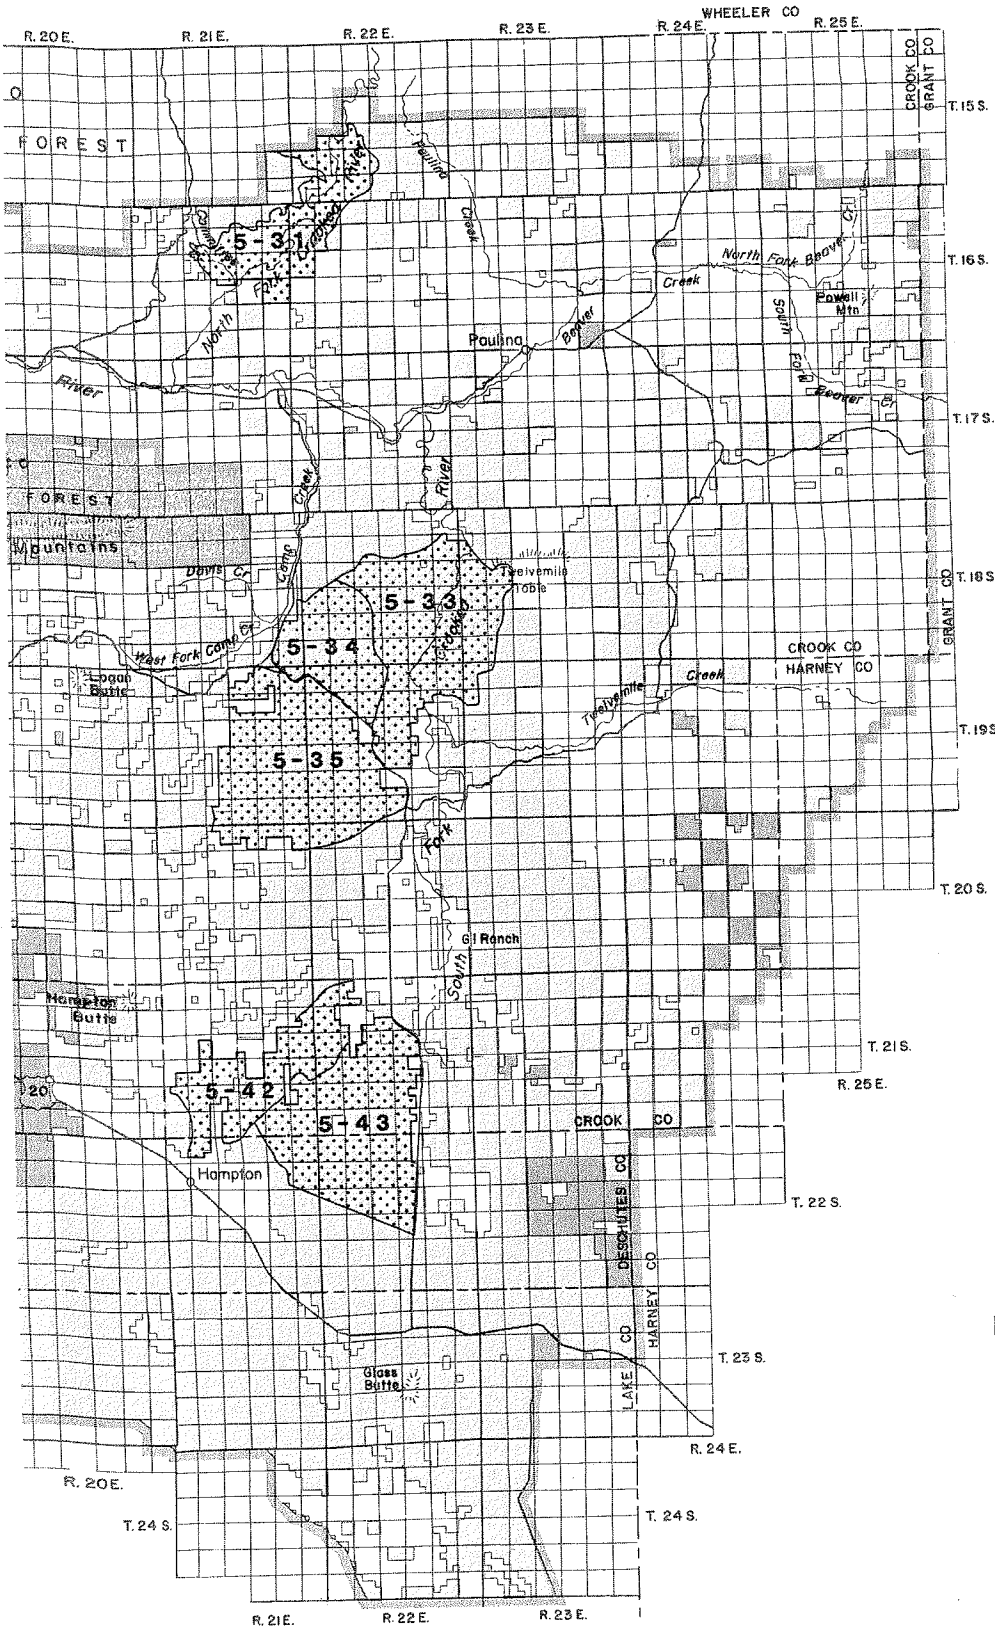 WHEELER CO
R. 20 E.
R. 21 E.
R. 22 E.
R. 23 E.
R. 24 E.
R. 25 E.
CROOK CO
GRANT CO
O
T. 15 S.
FOREST
River
Paulina
Creek
Crooked
5-31
Fork
North
North Fork Beaver Cr
T. 16 S.
Creek
Powell
Mtn
South
Fork
Beaver Cr
Paulina
Beaver
River
T. 17 S.
River
FOREST
Creek
Mountains
Davis Cr
Camp
Twelvemile
Table
T. 18 S
5-33
Crooked
GRANT CO
5-34
West Fork Camp Cr
CROOK CO
HARNEY CO
Logan
Butte
Twelvemile
Creek
T. 19 S
5-35
Fork
T. 20 S.
GI Ranch
South
Hampton
Butte
T. 21 S.
R. 25 E.
20
5-42
5-43
CROOK CO
Hampton
DESCHUTES CO
T. 22 S.
HARNEY CO
LAKE CO
T. 23 S.
Glass
Butte
R. 24 E.
R. 20 E.
T. 24 S.
T. 24 S.
R. 21 E.
R. 22 E.
R. 23 E.